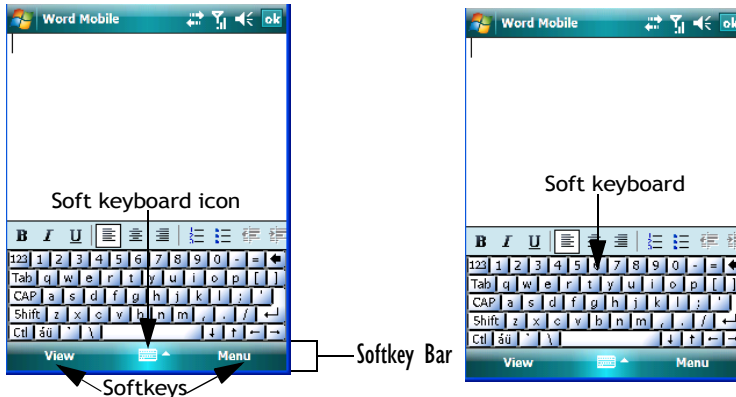 Word Mobile
ok
Soft keyboard icon
B I U
123 1 2 3 4 5 6 7 8 9 0 - =
Tab q w e r t y u i o p [ ]
CAP a s d f g h j k l ; '
Shift z x c v b n m , . /
Ctl áü ` \
View
Menu
Softkey Bar
Softkeys
Word Mobile
ok
Soft keyboard
B I U
123 1 2 3 4 5 6 7 8 9 0 - =
Tab q w e r t y u i o p [ ]
CAP a s d f g h j k l ; '
Shift z x c v b n m , . /
Ctl áü ` \
View
Menu